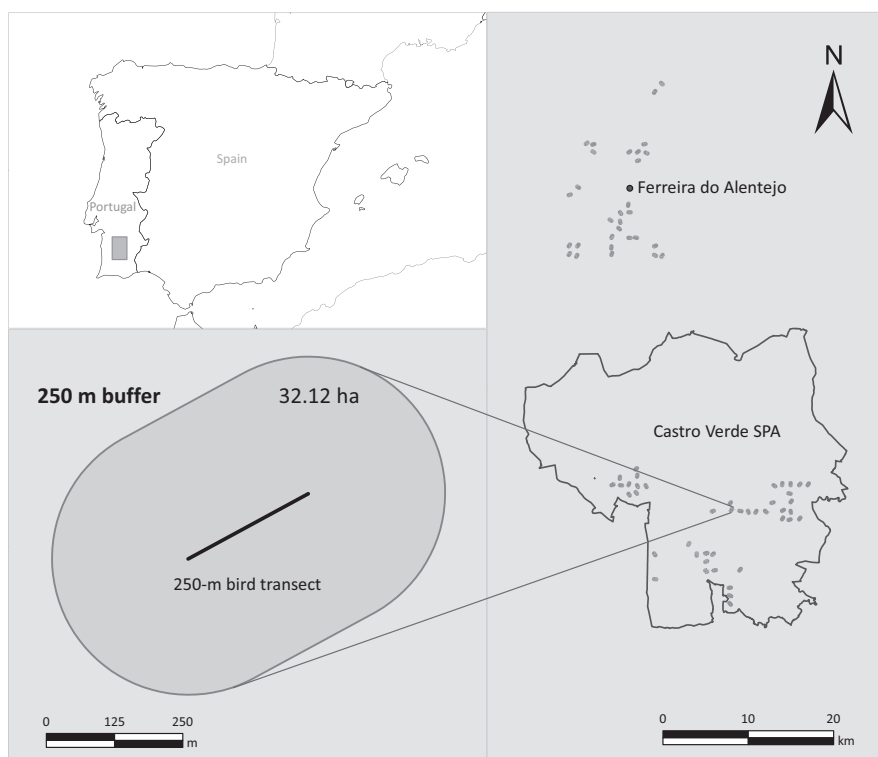 Spain
Portugal
N
Ferreira do Alentejo
Castro Verde SPA
250 m buffer
32.12 ha
250-m bird transect
0 125 250
m
0 10 20
km